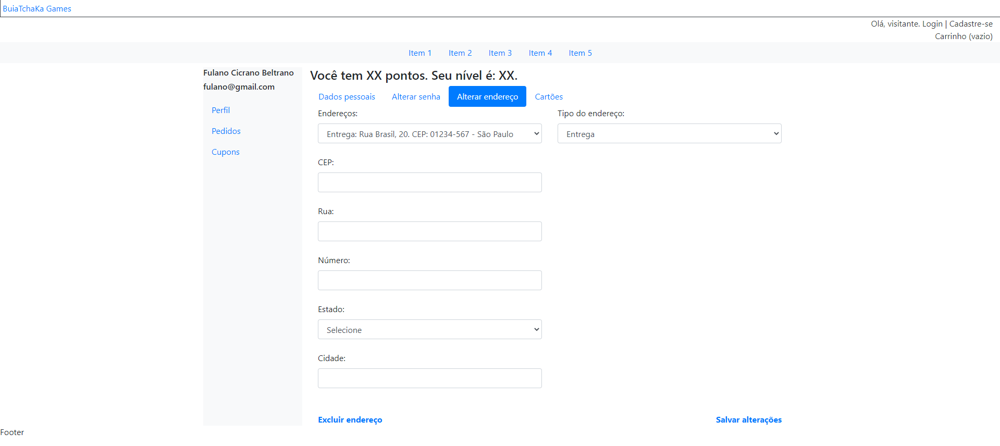 BuiaTchaKa Games
Olá, visitante. Login | Cadastre-se
Carrinho (vazio)
Item 1 Item 2 Item 3 Item 4 Item 5
Fulano Cicrano Beltrano
fulano@gmail.com
Perfil
Pedidos
Cupons
Você tem XX pontos. Seu nível é: XX.
Dados pessoais Alterar senha Alterar endereço Cartões
Endereços: Tipo do endereço:
Entrega: Rua Brasil, 20. CEP: 01234-567 - São Paulo Entrega
CEP:
Rua:
Número:
Estado:
Selecione
Cidade:
Excluir endereço Salvar alterações
Footer